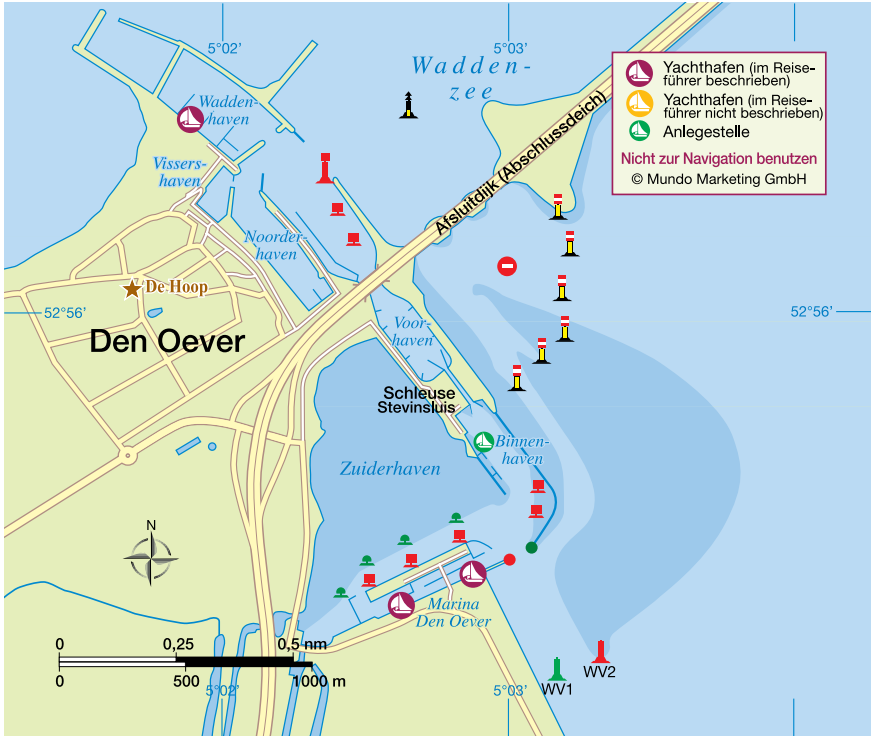 5°02'
5°03'
Wadden-
zee
Yachthafen (im Reise-
führer beschrieben)
Yachthafen (im Reise-
führer nicht beschrieben)
Anlegestelle
Nicht zur Navigation benutzen
© Mundo Marketing GmbH
Wadden-
haven
Afsluitdijk (Abschlussdeich)
Vissers-
haven
Noorder-
haven
De Hoop
52°56'
52°56'
Den Oever
Voor-
haven
Schleuse
Stevinsluis
Binnen-
haven
Zuiderhaven
N
Marina
Den Oever
0 0,25 0,5 nm
0 500 1000 m
WV1
WV2
5°02'
5°03'